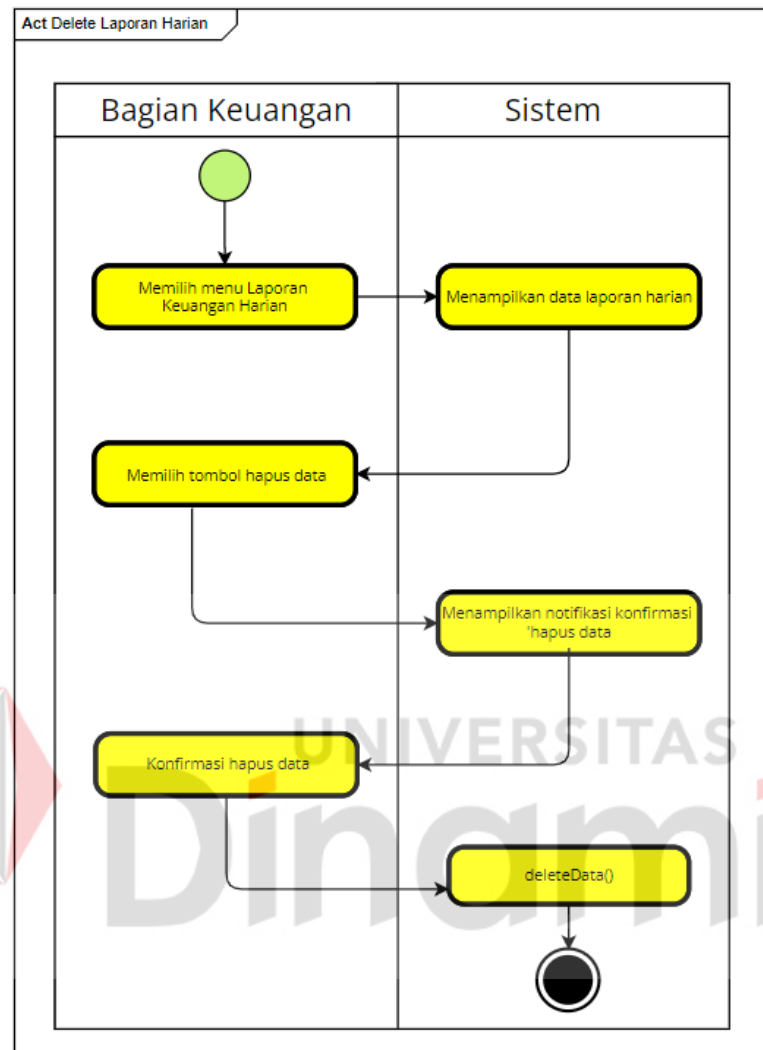 Act Delete Laporan Harian
Bagian Keuangan
Sistem
Memilih menu Laporan
Keuangan Harian
Menampilkan data laporan harian
Memilih tombol hapus data
Menampilkan notifikasi konfirmasi
'hapus data
UNIVERSITAS
Konfirmasi hapus data
Dinami
deleteData()